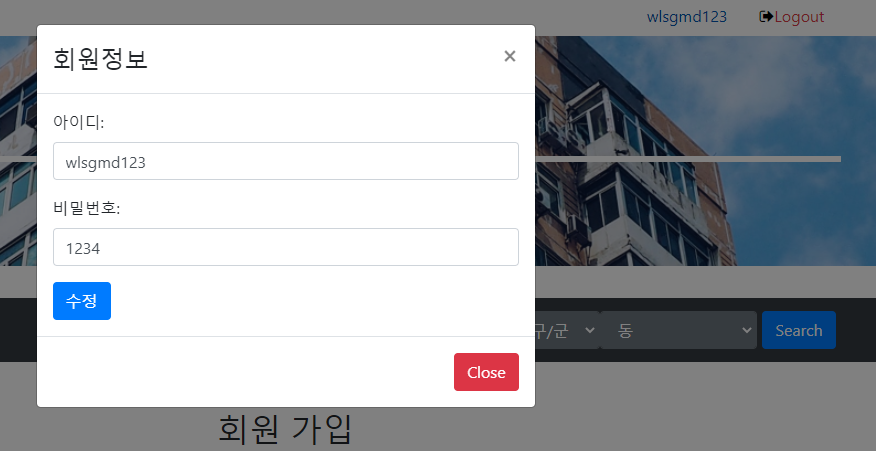 wlsgmd123 Logout
회원정보 ×
아이디:
wlsgmd123
비밀번호:
1234
수정
구/군 동 Search
Close
회원 가입